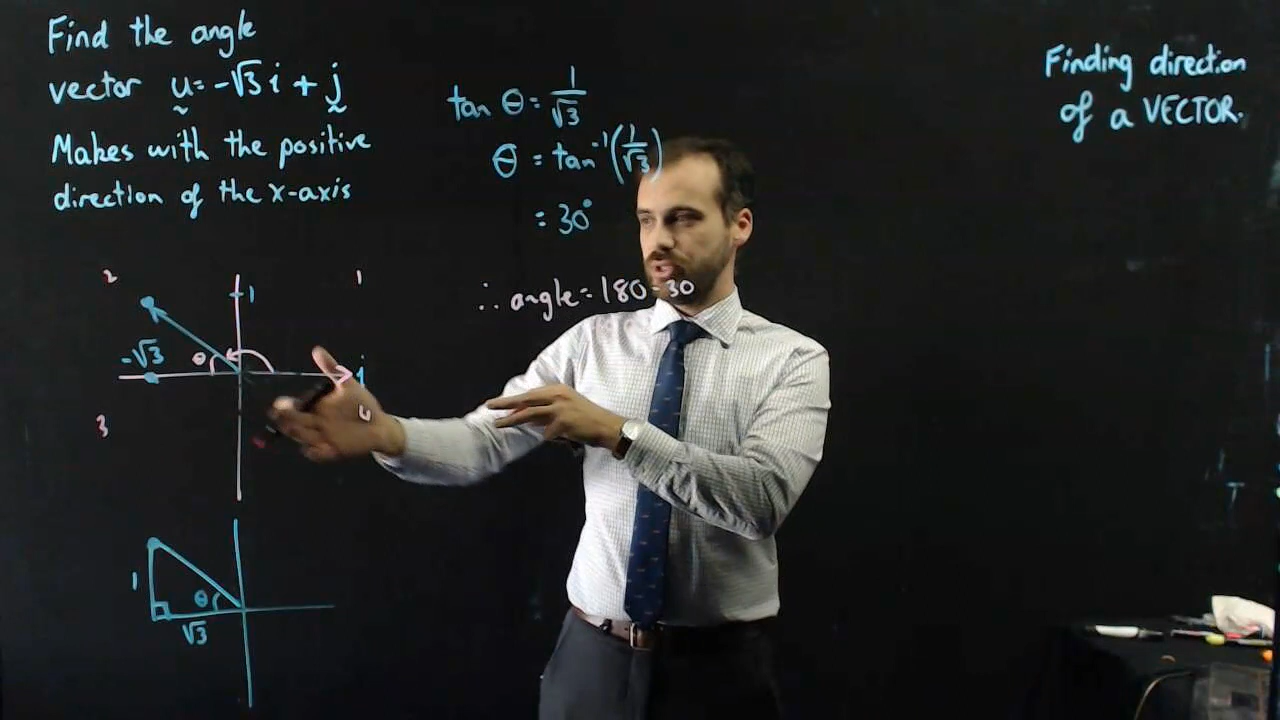 Find the angle
vector u = -√3 i + j
Makes with the positive
direction of the x-axis
tan θ = 1/√3
θ = tan⁻¹(1/√3)
= 30°
∴ angle = 180 - 30
Finding direction
of a VECTOR.
2
1
1
-√3
θ
i
3
1
θ
√3